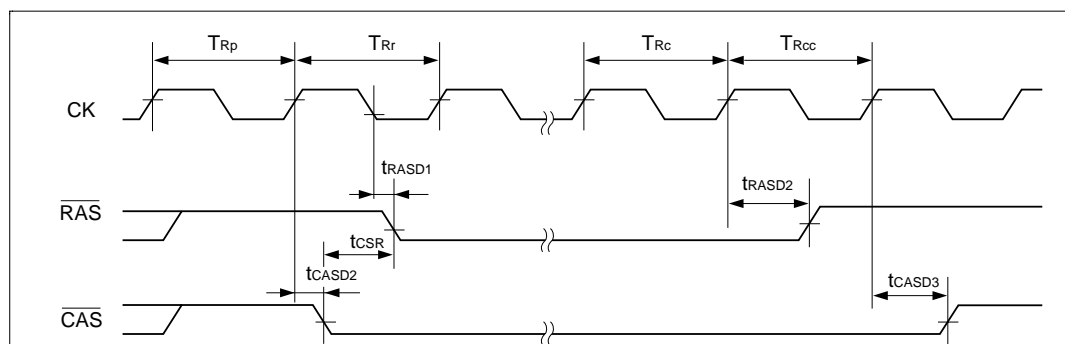 TRp TRr TRc TRcc
CK
tRASD1 tRASD2
RAS
tCSR
tCASD2 tCASD3
CAS